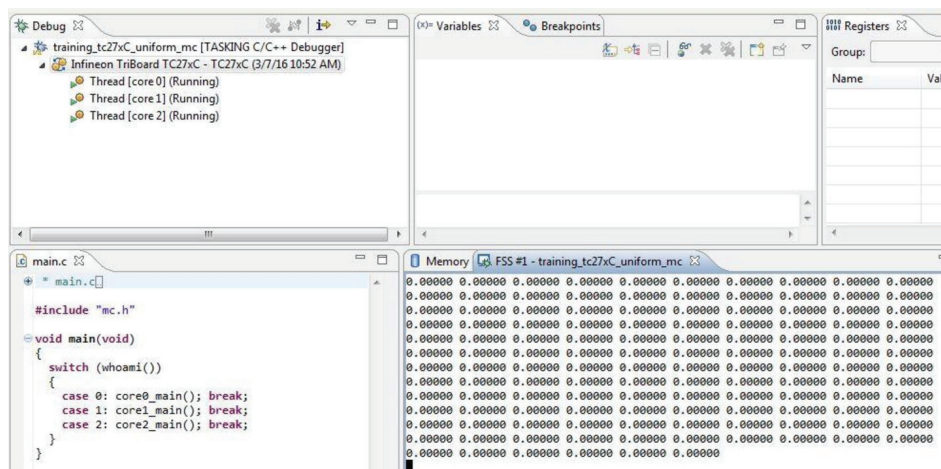 Debug
training_tc27xC_uniform_mc [TASKING C/C++ Debugger]
Infineon TriBoard TC27xC - TC27xC (3/7/16 10:52 AM)
Thread [core 0] (Running)
Thread [core 1] (Running)
Thread [core 2] (Running)
(x)= Variables
Breakpoints
1010 0101 Registers
Group:
Name
Val
main.c
* main.c
#include "mc.h"
void main(void)
{
switch (whoami())
{
case 0: core0_main(); break;
case 1: core1_main(); break;
case 2: core2_main(); break;
}
}
Memory
FSS #1 - training_tc27xC_uniform_mc
0.00000 0.00000 0.00000 0.00000 0.00000 0.00000 0.00000 0.00000 0.00000 0.00000
0.00000 0.00000 0.00000 0.00000 0.00000 0.00000 0.00000 0.00000 0.00000 0.00000
0.00000 0.00000 0.00000 0.00000 0.00000 0.00000 0.00000 0.00000 0.00000 0.00000
0.00000 0.00000 0.00000 0.00000 0.00000 0.00000 0.00000 0.00000 0.00000 0.00000
0.00000 0.00000 0.00000 0.00000 0.00000 0.00000 0.00000 0.00000 0.00000 0.00000
0.00000 0.00000 0.00000 0.00000 0.00000 0.00000 0.00000 0.00000 0.00000 0.00000
0.00000 0.00000 0.00000 0.00000 0.00000 0.00000 0.00000 0.00000 0.00000 0.00000
0.00000 0.00000 0.00000 0.00000 0.00000 0.00000 0.00000 0.00000 0.00000 0.00000
0.00000 0.00000 0.00000 0.00000 0.00000 0.00000 0.00000 0.00000 0.00000 0.00000
0.00000 0.00000 0.00000 0.00000 0.00000 0.00000 0.00000 0.00000 0.00000 0.00000
0.00000 0.00000 0.00000 0.00000 0.00000 0.00000 0.00000 0.00000 0.00000 0.00000
0.00000 0.00000 0.00000 0.00000 0.00000 0.00000 0.00000 0.00000 0.00000 0.00000
0.00000 0.00000 0.00000 0.00000 0.00000 0.00000